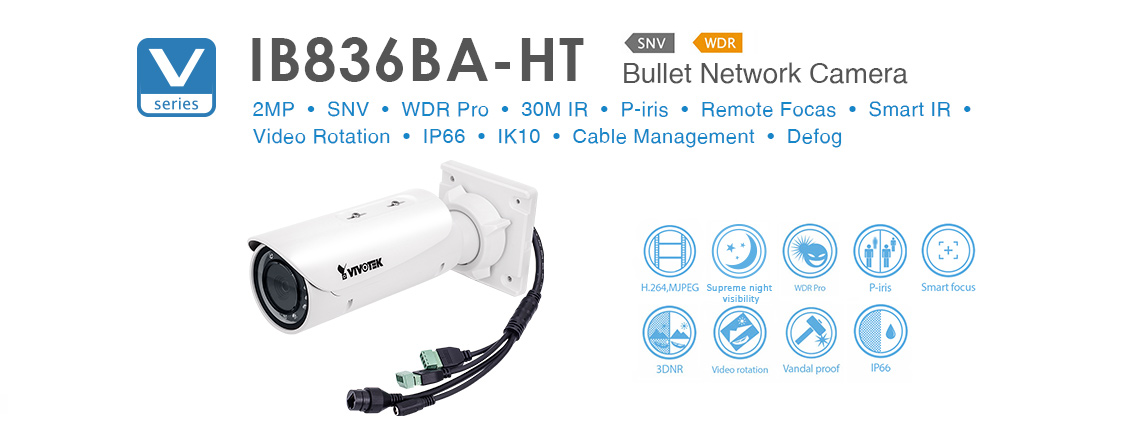 V
series
IB836BA-HT
SNV
WDR
Bullet Network Camera
2MP • SNV • WDR Pro • 30M IR • P-iris • Remote Focas • Smart IR •
Video Rotation • IP66 • IK10 • Cable Management • Defog
VIVOTEK
H.264,MJPEG
Supreme night
visibility
WDR Pro
P-iris
Smart focus
3DNR
Video rotation
Vandal proof
IP66